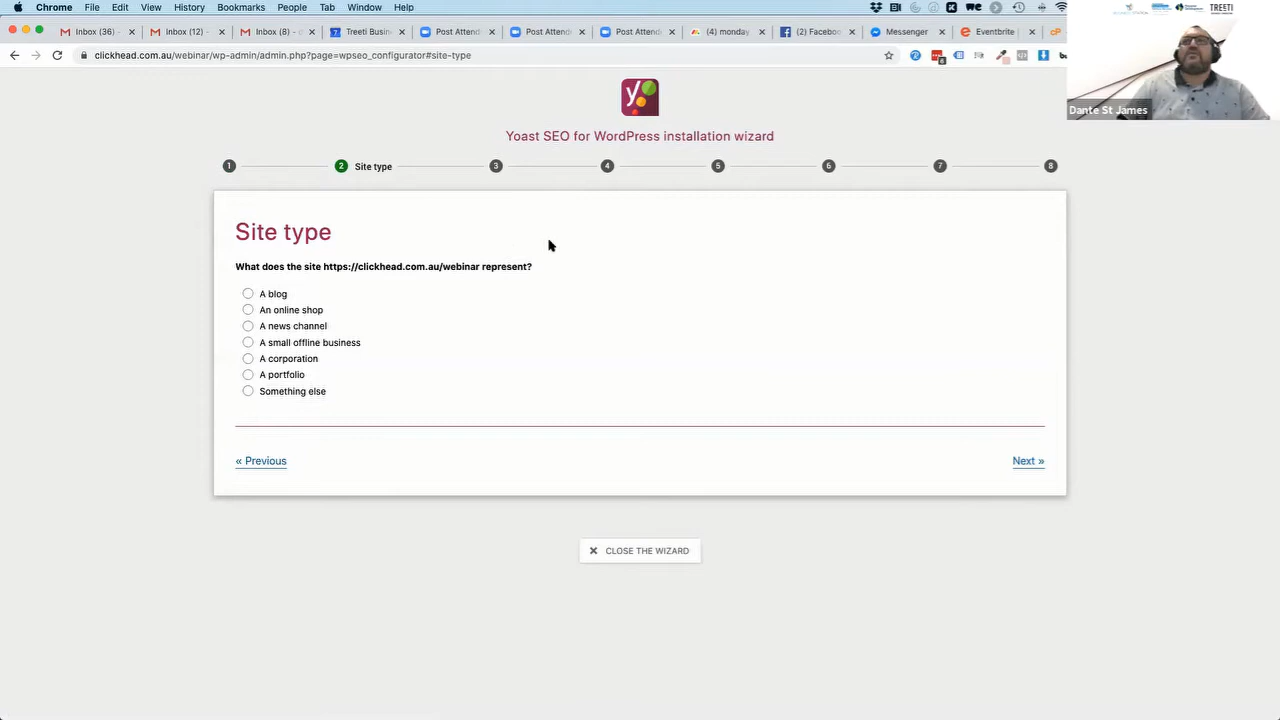 Chrome File Edit View History Bookmarks People Tab Window Help
Inbox (36) Inbox (12) Inbox (8) Treeti Busines Post Attend Post Attend Post Attend (4) monday (2) Facebo Messenger Eventbrite
clickhead.com.au/webinar/wp-admin/admin.php?page= configurator#site-type
TREETI
Dante St James
y
Yoast SEO for WordPress installation wizard
1 2 Site type 3 4 5 6 7 8
Site type
What does the site https://clickhead.com.au/webinar represent?
A blog
An online shop
A news channel
A small offline business
A corporation
A portfolio
Something else
« Previous Next »
CLOSE THE WIZARD